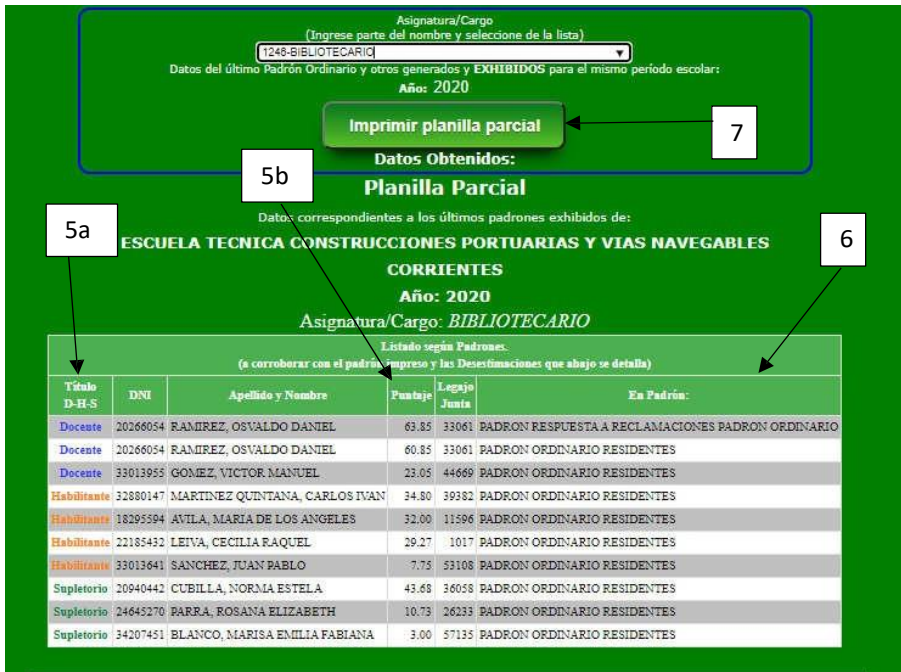 Asignatura/Cargo
(Ingrese parte del nombre y seleccione de la lista)
1246-BIBLIOTECARIO
Datos del último Padrón Ordinario y otros generados y EXHIBIDOS para el mismo período escolar:
Año: 2020
Imprimir planilla parcial
7
Datos Obtenidos:
5b
Planilla Parcial
Datos correspondientes a los últimos padrones exhibidos de:
5a
ESCUELA TECNICA CONSTRUCCIONES PORTUARIAS Y VIAS NAVEGABLES
6
CORRIENTES
Año: 2020
Asignatura/Cargo: BIBLIOTECARIO
Listado según Padrones.
(a corroborar con el padrón impreso y las Desestimaciones que abajo se detalla)
Título D-H-S DNI Apellido y Nombre Puntaje Legajo Junta En Padrón:
Docente 20266054 RAMIREZ, OSVALDO DANIEL 63.85 33061 PADRON RESPUESTA A RECLAMACIONES PADRON ORDINARIO
Docente 20266054 RAMIREZ, OSVALDO DANIEL 60.85 33061 PADRON ORDINARIO RESIDENTES
Docente 33013955 GOMEZ, VICTOR MANUEL 23.05 44669 PADRON ORDINARIO RESIDENTES
Habilitante 32880147 MARTINEZ QUINTANA, CARLOS IVAN 34.80 39382 PADRON ORDINARIO RESIDENTES
Habilitante 18295594 AVILA, MARIA DE LOS ANGELES 32.00 11596 PADRON ORDINARIO RESIDENTES
Habilitante 22185432 LEIVA, CECILIA RAQUEL 29.27 1017 PADRON ORDINARIO RESIDENTES
Habilitante 33013641 SANCHEZ, JUAN PABLO 7.75 53108 PADRON ORDINARIO RESIDENTES
Supletorio 20940442 CUBILLA, NORMA ESTELA 43.68 36058 PADRON ORDINARIO RESIDENTES
Supletorio 24645270 PARRA, ROSANA ELIZABETH 10.73 26233 PADRON ORDINARIO RESIDENTES
Supletorio 34207451 BLANCO, MARISA EMILIA FABIANA 3.00 57135 PADRON ORDINARIO RESIDENTES